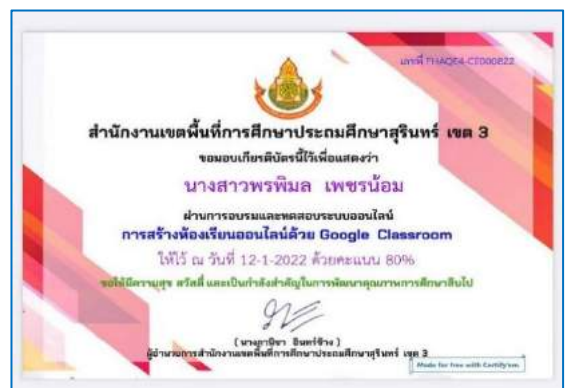 เลขที่ THAQE4-CT000822
สำนักงานเขตพื้นที่การศึกษาประถมศึกษาสุรินทร์ เขต 3
ขอมอบเกียรติบัตรนี้ไว้เพื่อแสดงว่า
นางสาวพรพิมล เพชรน้อม
ผ่านการอบรมและทดสอบระบบออนไลน์
การสร้างห้องเรียนออนไลน์ด้วย Google Classroom
ให้ไว้ ณ วันที่ 12-1-2022 ด้วยคะแนน 80%
ขอให้มีความสุข สวัสดิ์ และเป็นกำลังสำคัญในการพัฒนาคุณภาพการศึกษาสืบไป
ผู้อำนวยการสำนักงานเขตพื้นที่การศึกษาประถมศึกษาสุรินทร์ เขต 3
Made for free with Certify'em